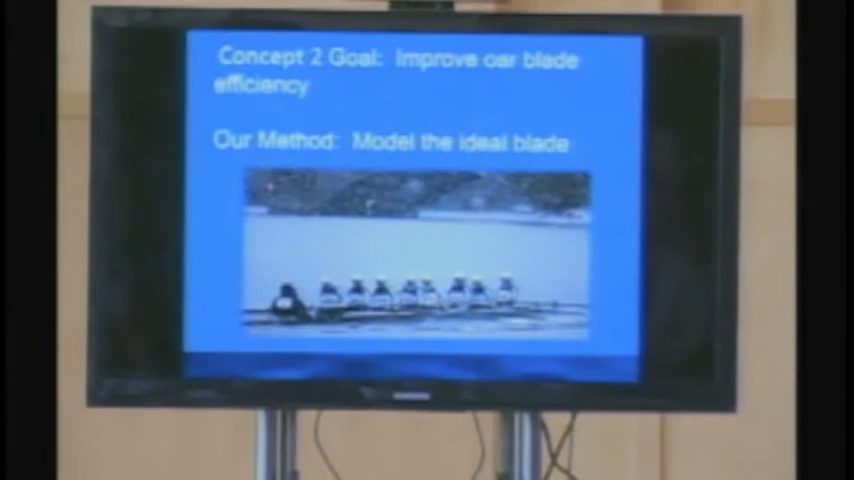 Concept 2 Goal: Improve oar blade
efficiency
Our Method: Model the ideal blade